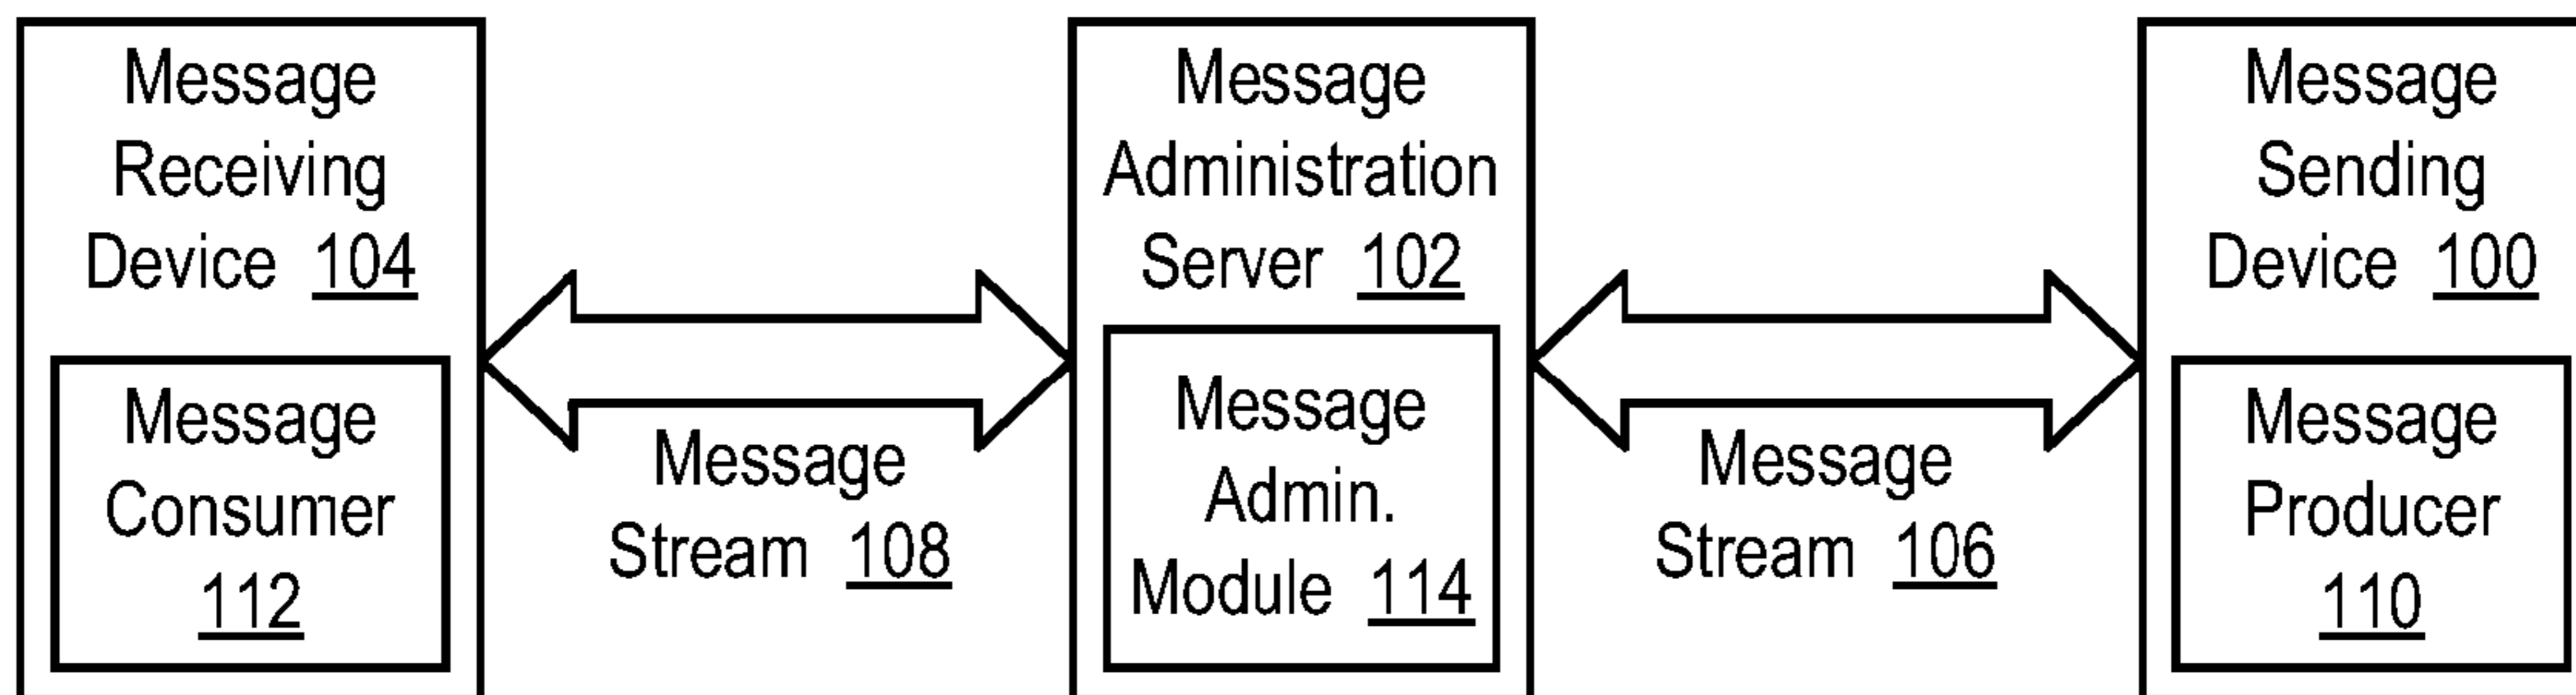 Message
Receiving
Device 104
Message
Consumer
112
Message
Stream 108
Message
Administration
Server 102
Message
Admin.
Module 114
Message
Stream 106
Message
Sending
Device 100
Message
Producer
110